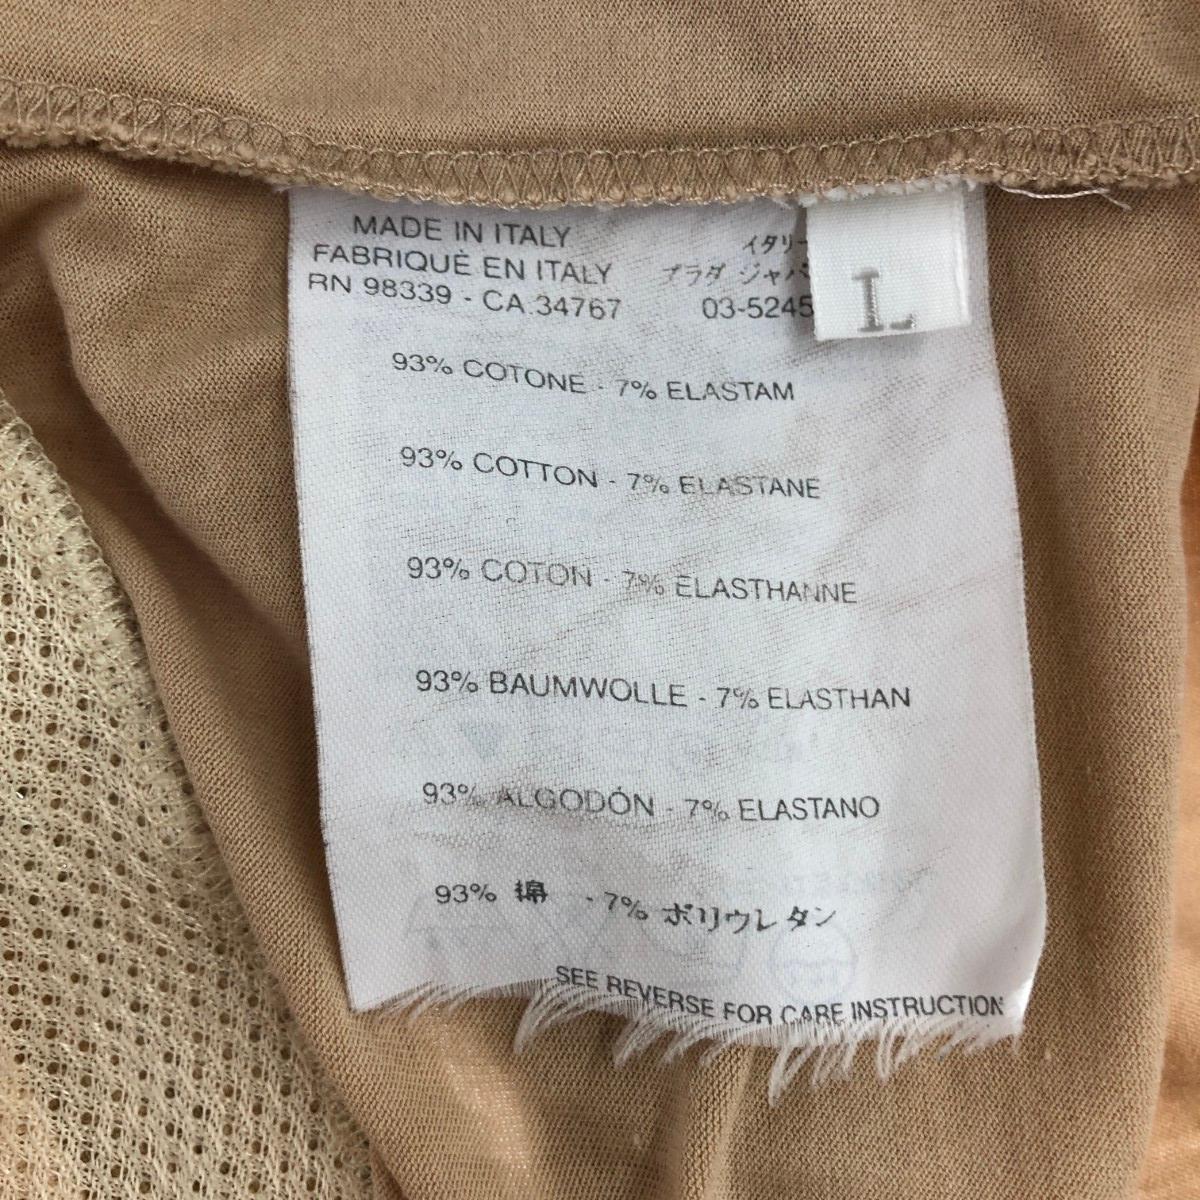 MADE IN ITALY イタリー
FABRIQUÈ EN ITALY プラダ ジャパ
RN 98339 - CA 34767 03-5245
L
93% COTONE - 7% ELASTAM
93% COTTON - 7% ELASTANE
93% COTON - 7% ELASTHANNE
93% BAUMWOLLE - 7% ELASTHAN
93% ALGODÓN - 7% ELASTANO
93% 綿 - 7% ポリウレタン
SEE REVERSE FOR CARE INSTRUCTION